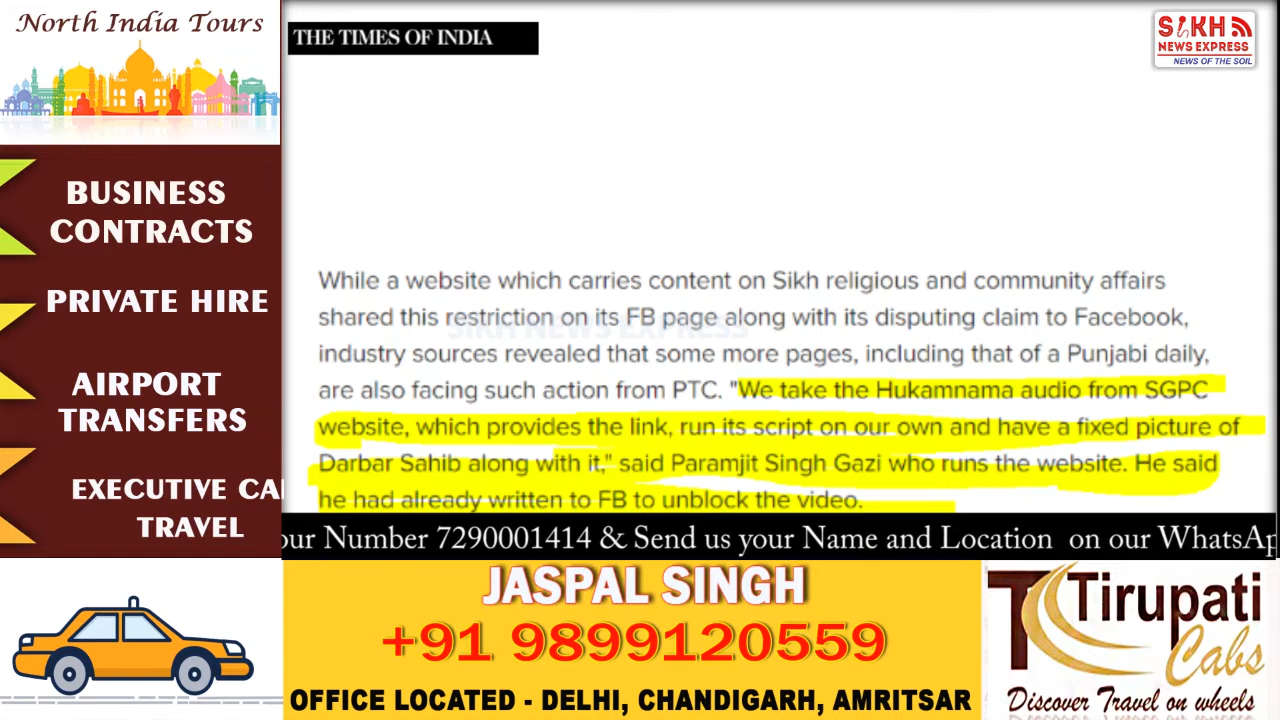 North India Tours
BUSINESS
CONTRACTS
PRIVATE HIRE
AIRPORT
TRANSFERS
EXECUTIVE CA
TRAVEL
THE TIMES OF INDIA
SIKH
NEWS EXPRESS
NEWS OF THE SOIL
While a website which carries content on Sikh religious and community affairs
shared this restriction on its FB page along with its disputing claim to Facebook,
SIKH NEWS EXPRESS
industry sources revealed that some more pages, including that of a Punjabi daily,
are also facing such action from PTC. "We take the Hukamnama audio from SGPC
website, which provides the link, run its script on our own and have a fixed picture of
Darbar Sahib along with it," said Paramjit Singh Gazi who runs the website. He said
he had already written to FB to unblock the video.
our Number 7290001414 & Send us your Name and Location on our WhatsAp
JASPAL SINGH
+91 9899120559
OFFICE LOCATED - DELHI, CHANDIGARH, AMRITSAR
TC Tirupati
Cabs
Discover Travel on wheels